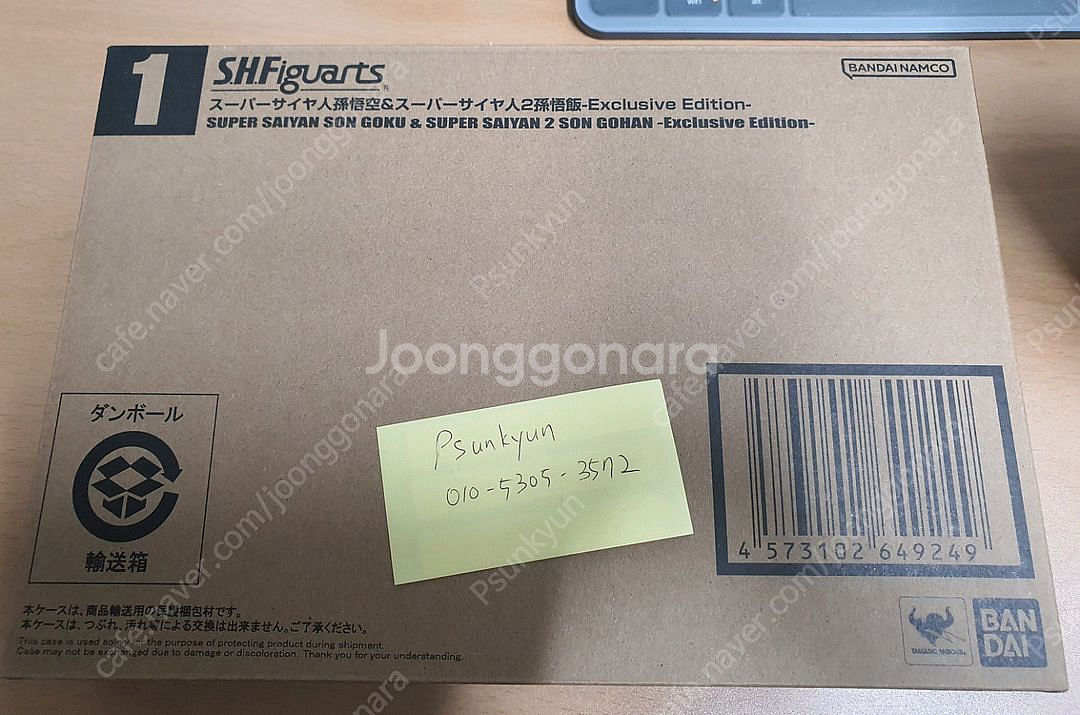 win
alt
1
S.H.Figuarts
BANDAI NAMCO
スーパーサイヤ人孫悟空&スーパーサイヤ人2孫悟飯-Exclusive Edition-
SUPER SAIYAN SON GOKU & SUPER SAIYAN 2 SON GOHAN -Exclusive Edition-
Joonggonara
cafe.naver.com/joonggonara
Psunkyun
Psunkyun
010-5305-3572
ダンボール
輸送箱
4 573102 649249
本ケースは、商品輸送用の保護梱包材です。
本ケースは、つぶれ、汚れ等による交換は出来ません。ご了承ください。
This case is used solely for the purpose of protecting product during shipment.
Case may not be exchanged due to damage or discoloration. Thank you for your understanding.
TAMASHII NATIONS
BAN
DAI